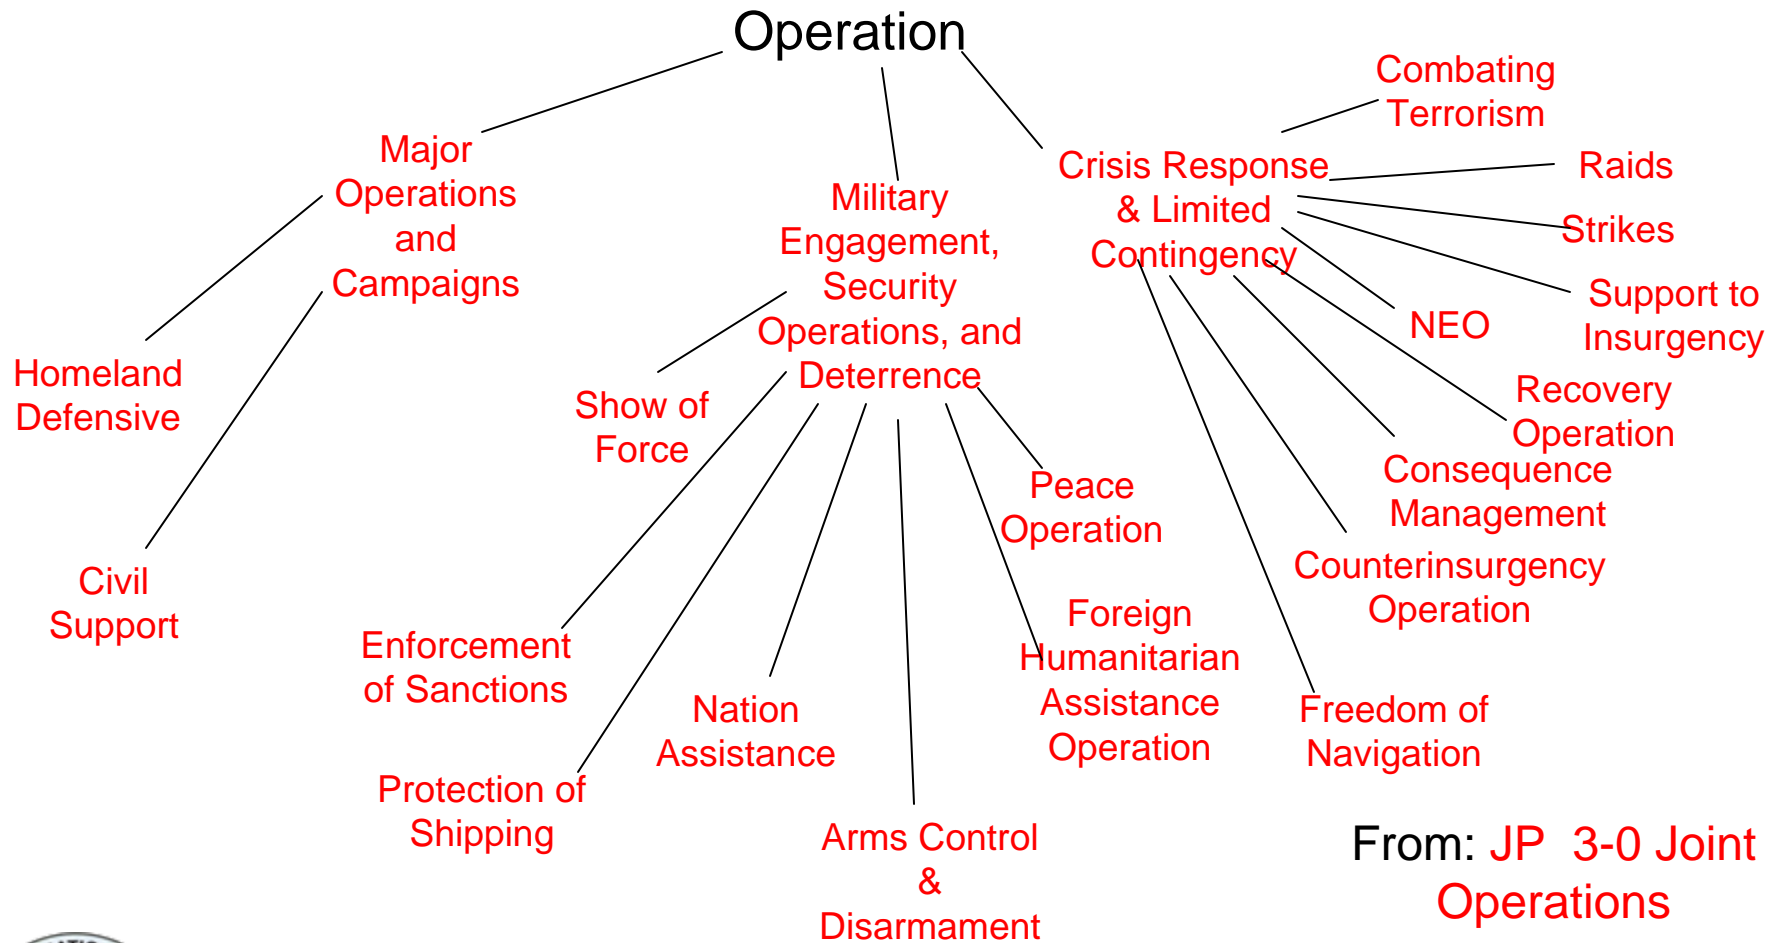 Operation
Major
Operations
and
Campaigns
Homeland
Defensive
Civil
Support
Military
Engagement,
Security
Operations, and
Deterrence
Show of
Force
Enforcement
of Sanctions
Protection of
Shipping
Nation
Assistance
Arms Control
&
Disarmament
Foreign
Humanitarian
Assistance
Operation
Peace
Operation
Crisis Response
& Limited
Contingency
Combating
Terrorism
Raids
Strikes
Support to
Insurgency
NEO
Recovery
Operation
Consequence
Management
Counterinsurgency
Operation
Freedom of
Navigation
From: JP 3-0 Joint
Operations